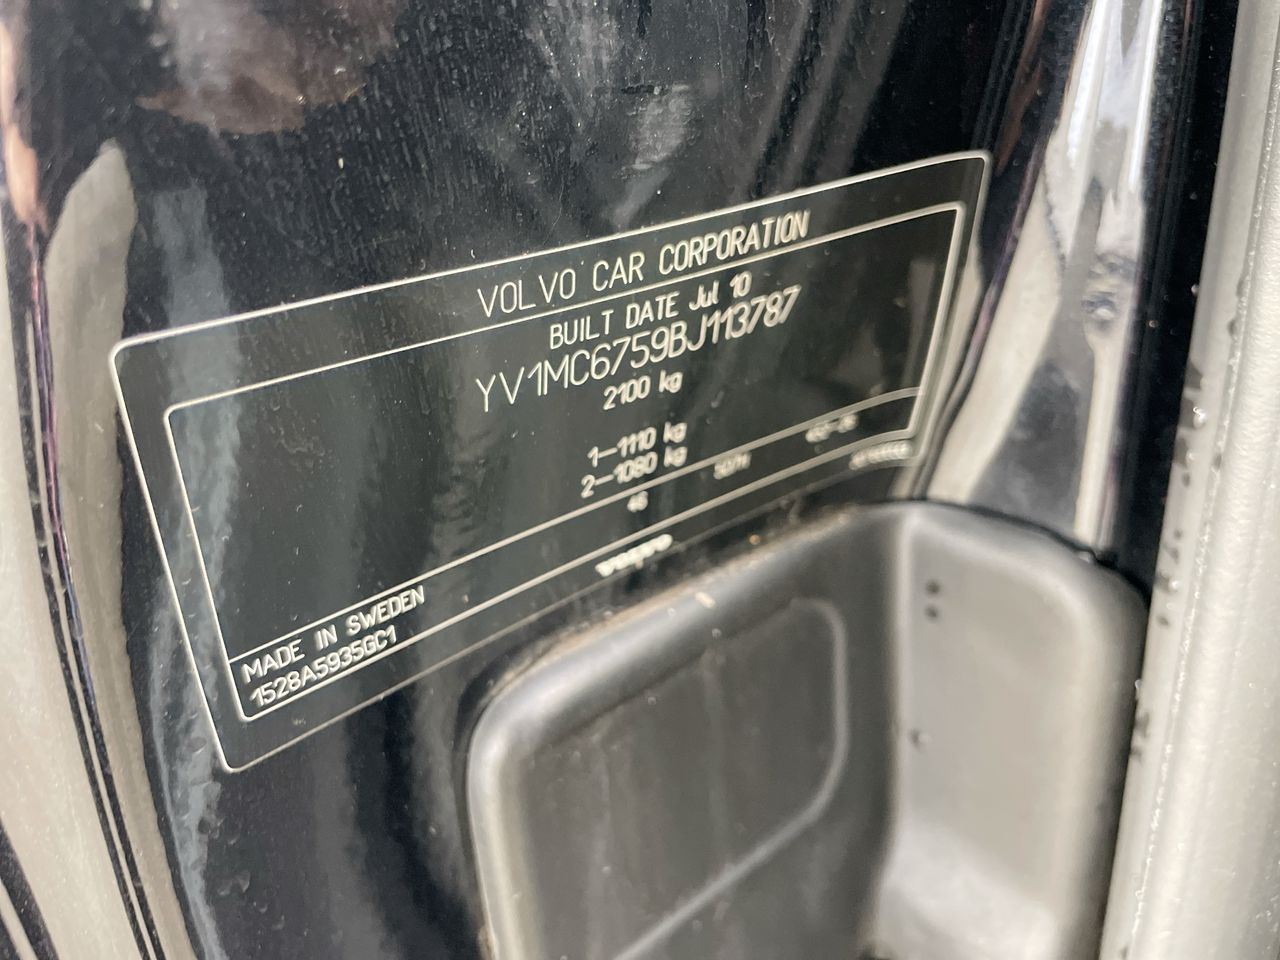 VOLVO CAR CORPORATION
BUILT DATE Jul 10
YV1MC6759BJ113787
2100 kg
1-1110 kg
2-1080 kg
46
MADE IN SWEDEN
1528A5935GC1